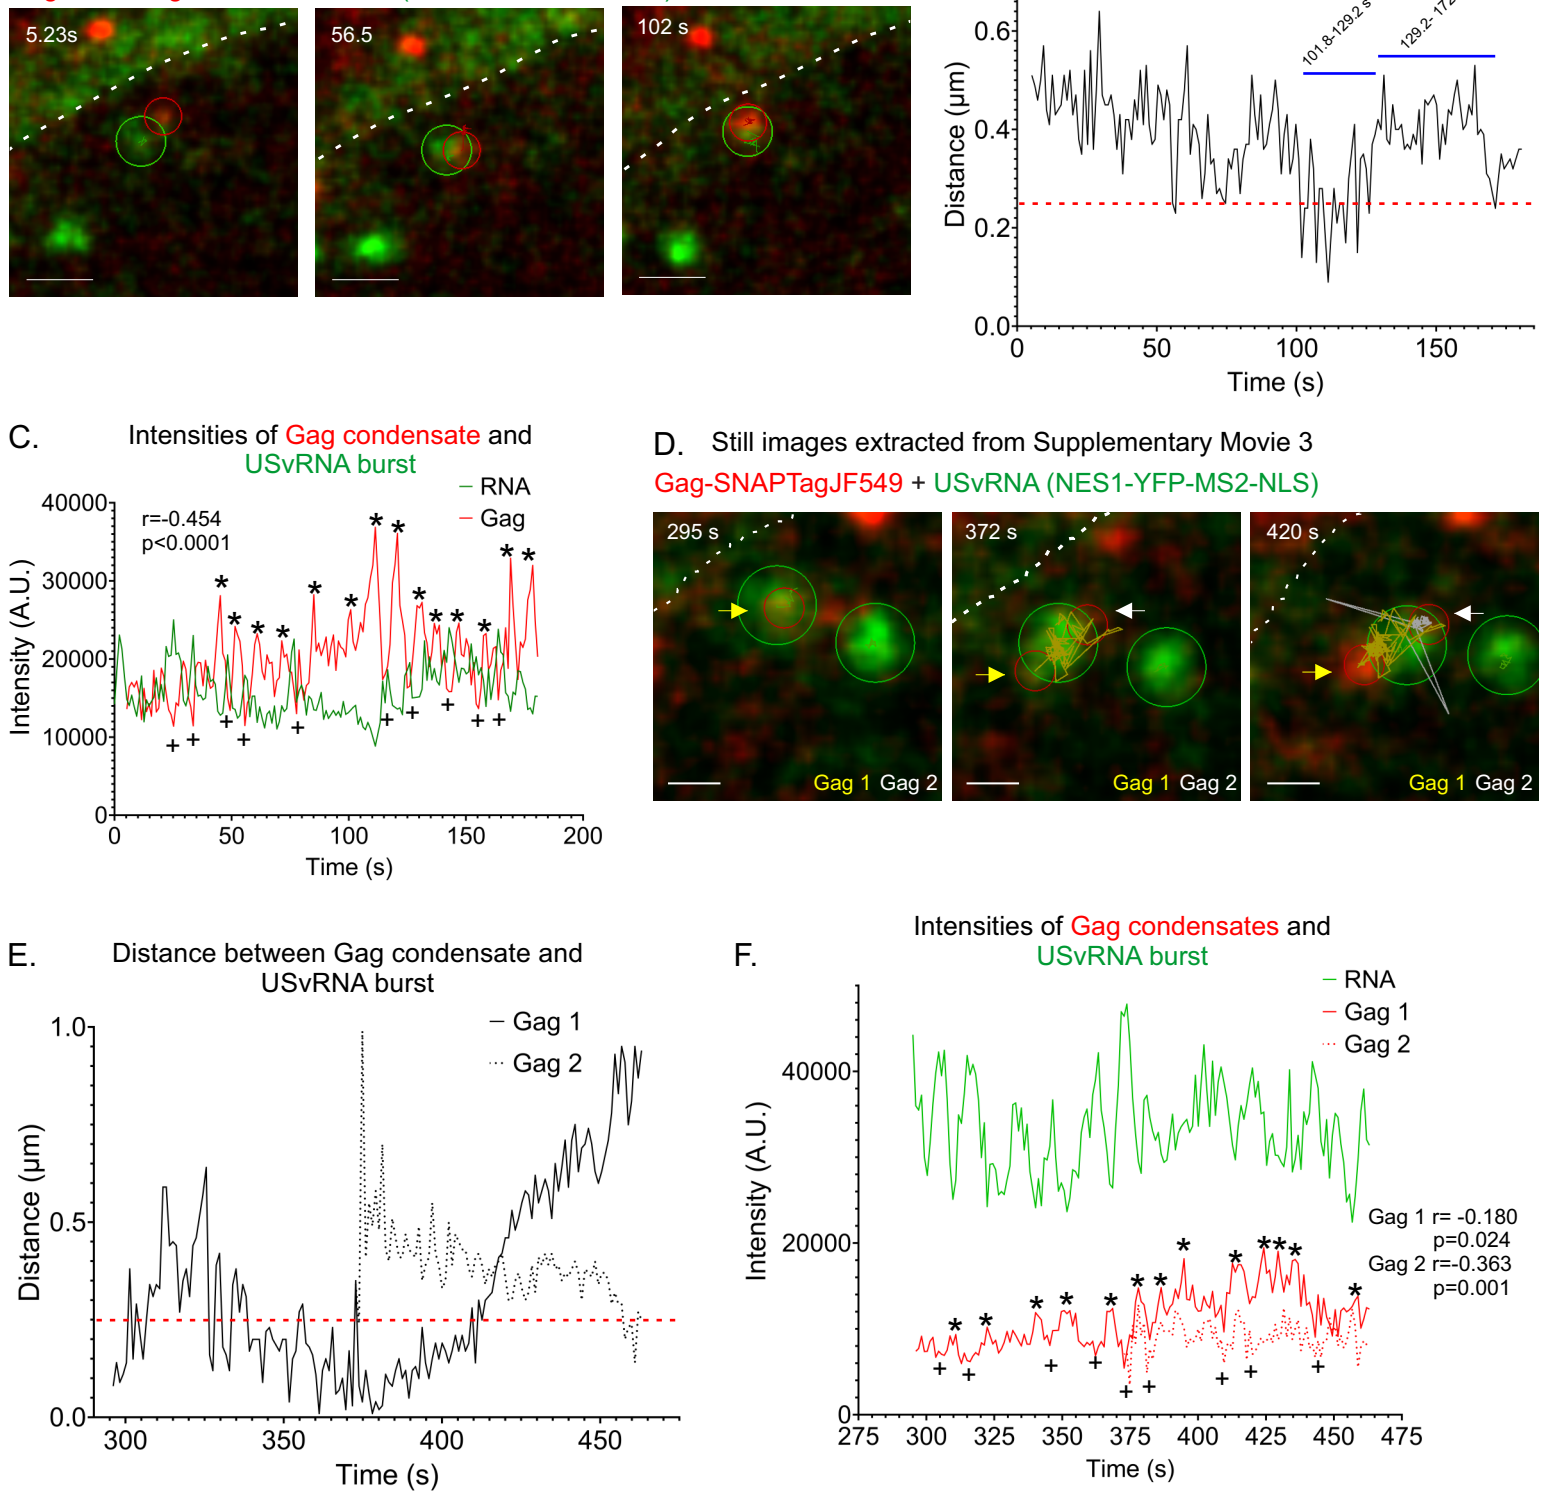 5.23s
56.5
102 s
0.6
0.4
0.2
0.0
Distance (µm)
101.8-129.2 s
0
50
100
150
Time (s)
C.
Intensities of Gag condensate and
USvRNA burst
RNA
Gag
r=-0.454
p<0.0001
40000
30000
20000
10000
0
Intensity (A.U.)
0
50
100
150
200
Time (s)
D.
Still images extracted from Supplementary Movie 3
Gag-SNAPTagJF549 + USvRNA (NES1-YFP-MS2-NLS)
295 s
Gag 1 Gag 2
372 s
Gag 1 Gag 2
420 s
Gag 1 Gag 2
E.
Distance between Gag condensate and
USvRNA burst
Gag 1
Gag 2
1.0
0.5
0.0
Distance (µm)
300
350
400
450
Time (s)
F.
Intensities of Gag condensates and
USvRNA burst
RNA
Gag 1
Gag 2
40000
20000
0
Intensity (A.U.)
Gag 1 r= -0.180
p=0.024
Gag 2 r=-0.363
p=0.001
275
300
325
350
375
400
425
450
475
Time (s)